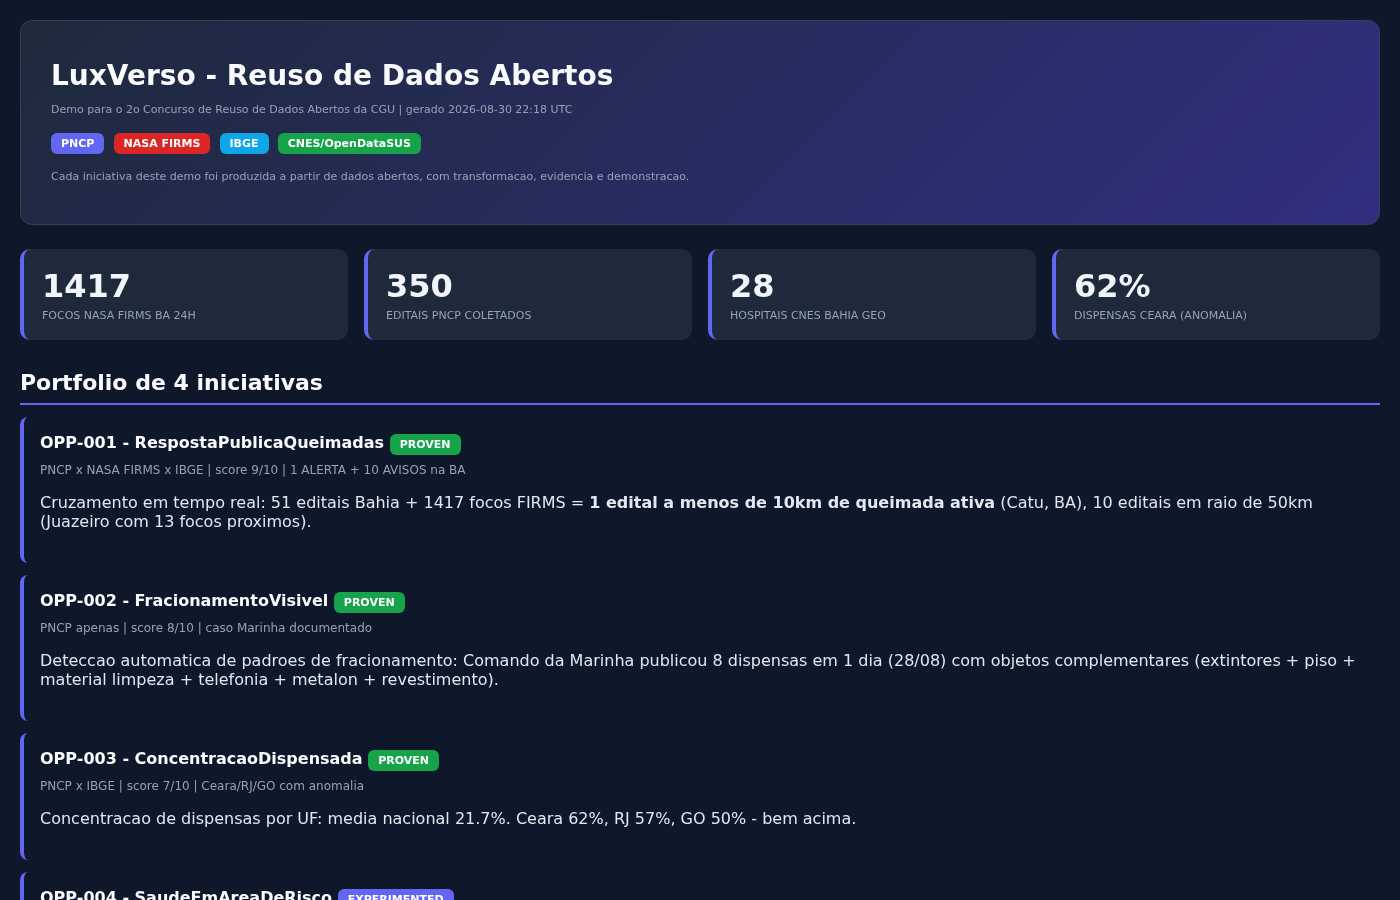 LuxVerso - Reuso de Dados Abertos
Demo para o 2o Concurso de Reuso de Dados Abertos da CGU | gerado 2026-08-30 22:18 UTC
PNCP NASA FIRMS IBGE CNES/OpenDataSUS
Cada iniciativa deste demo foi produzida a partir de dados abertos, com transformacao, evidencia e demonstracao.
1417
FOCOS NASA FIRMS BA 24H
350
EDITAIS PNCP COLETADOS
28
HOSPITAIS CNES BAHIA GEO
62%
DISPENSAS CEARA (ANOMALIA)
Portfolio de 4 iniciativas
OPP-001 - RespostaPublicaQueimadas PROVEN
PNCP x NASA FIRMS x IBGE | score 9/10 | 1 ALERTA + 10 AVISOS na BA
Cruzamento em tempo real: 51 editais Bahia + 1417 focos FIRMS = 1 edital a menos de 10km de queimada ativa (Catu, BA), 10 editais em raio de 50km
(Juazeiro com 13 focos proximos).
OPP-002 - FracionamentoVisivel PROVEN
PNCP apenas | score 8/10 | caso Marinha documentado
Deteccao automatica de padroes de fracionamento: Comando da Marinha publicou 8 dispensas em 1 dia (28/08) com objetos complementares (extintores + piso +
material limpeza + telefonia + metalon + revestimento).
OPP-003 - ConcentracaoDispensada PROVEN
PNCP x IBGE | score 7/10 | Ceara/RJ/GO com anomalia
Concentracao de dispensas por UF: media nacional 21.7%. Ceara 62%, RJ 57%, GO 50% - bem acima.
OPP-004 - SaudeEmAreaDeRisco EXPERIMENTED